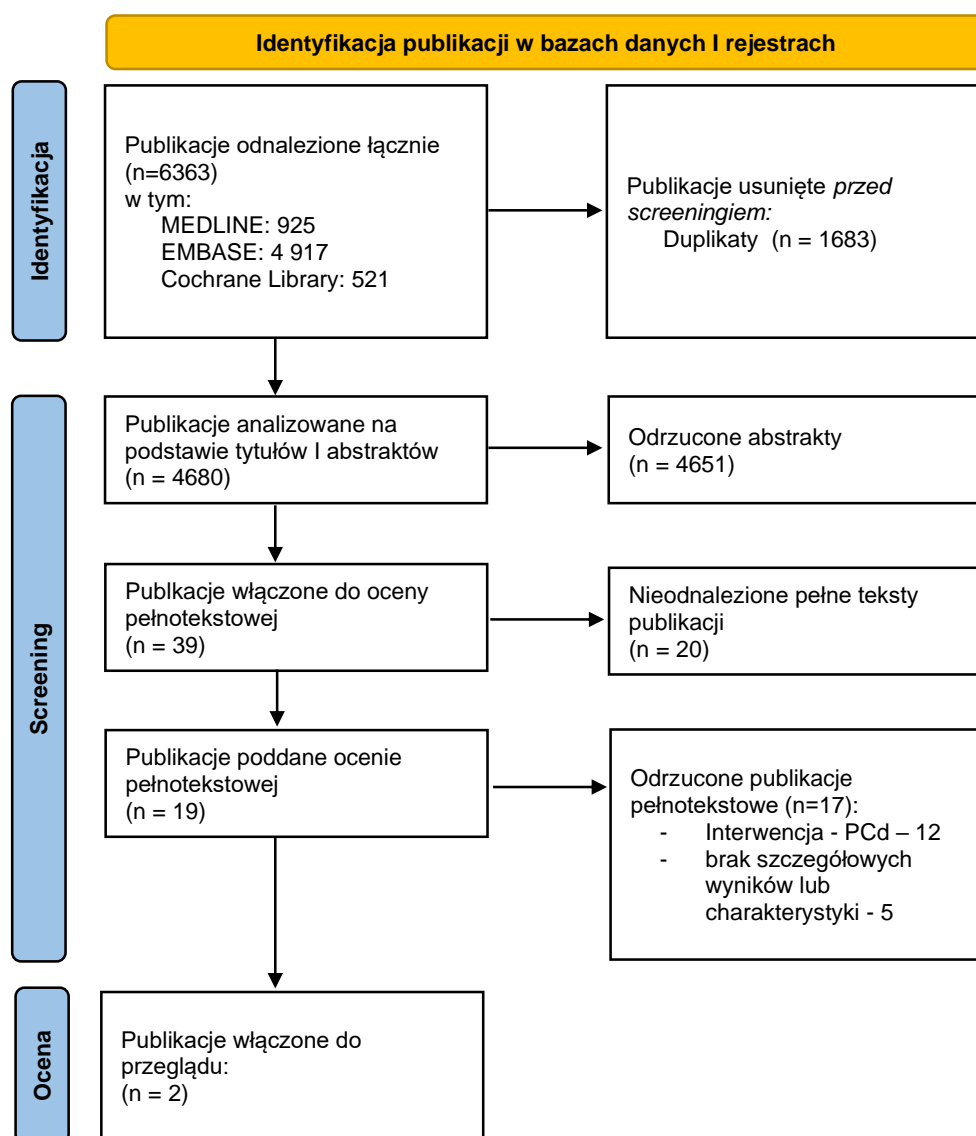 Identyfikacja publikacji w bazach danych I rejestrach
Identyfikacja
Publikacje odnalezione łącznie
(n=6363)
w tym:
MEDLINE: 925
EMBASE: 4 917
Cochrane Library: 521
Publikacje usunięte przed
screeningiem:
Duplikaty (n = 1683)
Screening
Publikacje analizowane na
podstawie tytułów I abstraktów
(n = 4680)
Odrzucone abstrakty
(n = 4651)
Publkacje włączone do oceny
pełnotekstowej
(n = 39)
Nieodnalezione pełne teksty
publikacji
(n = 20)
Publikacje poddane ocenie
pełnotekstowej
(n = 19)
Odrzucone publikacje
pełnotekstowe (n=17):
- Interwencja - PCd – 12
- brak szczegółowych
wyników lub
charakterystyki - 5
Ocena
Publikacje włączone do
przeglądu:
(n = 2)